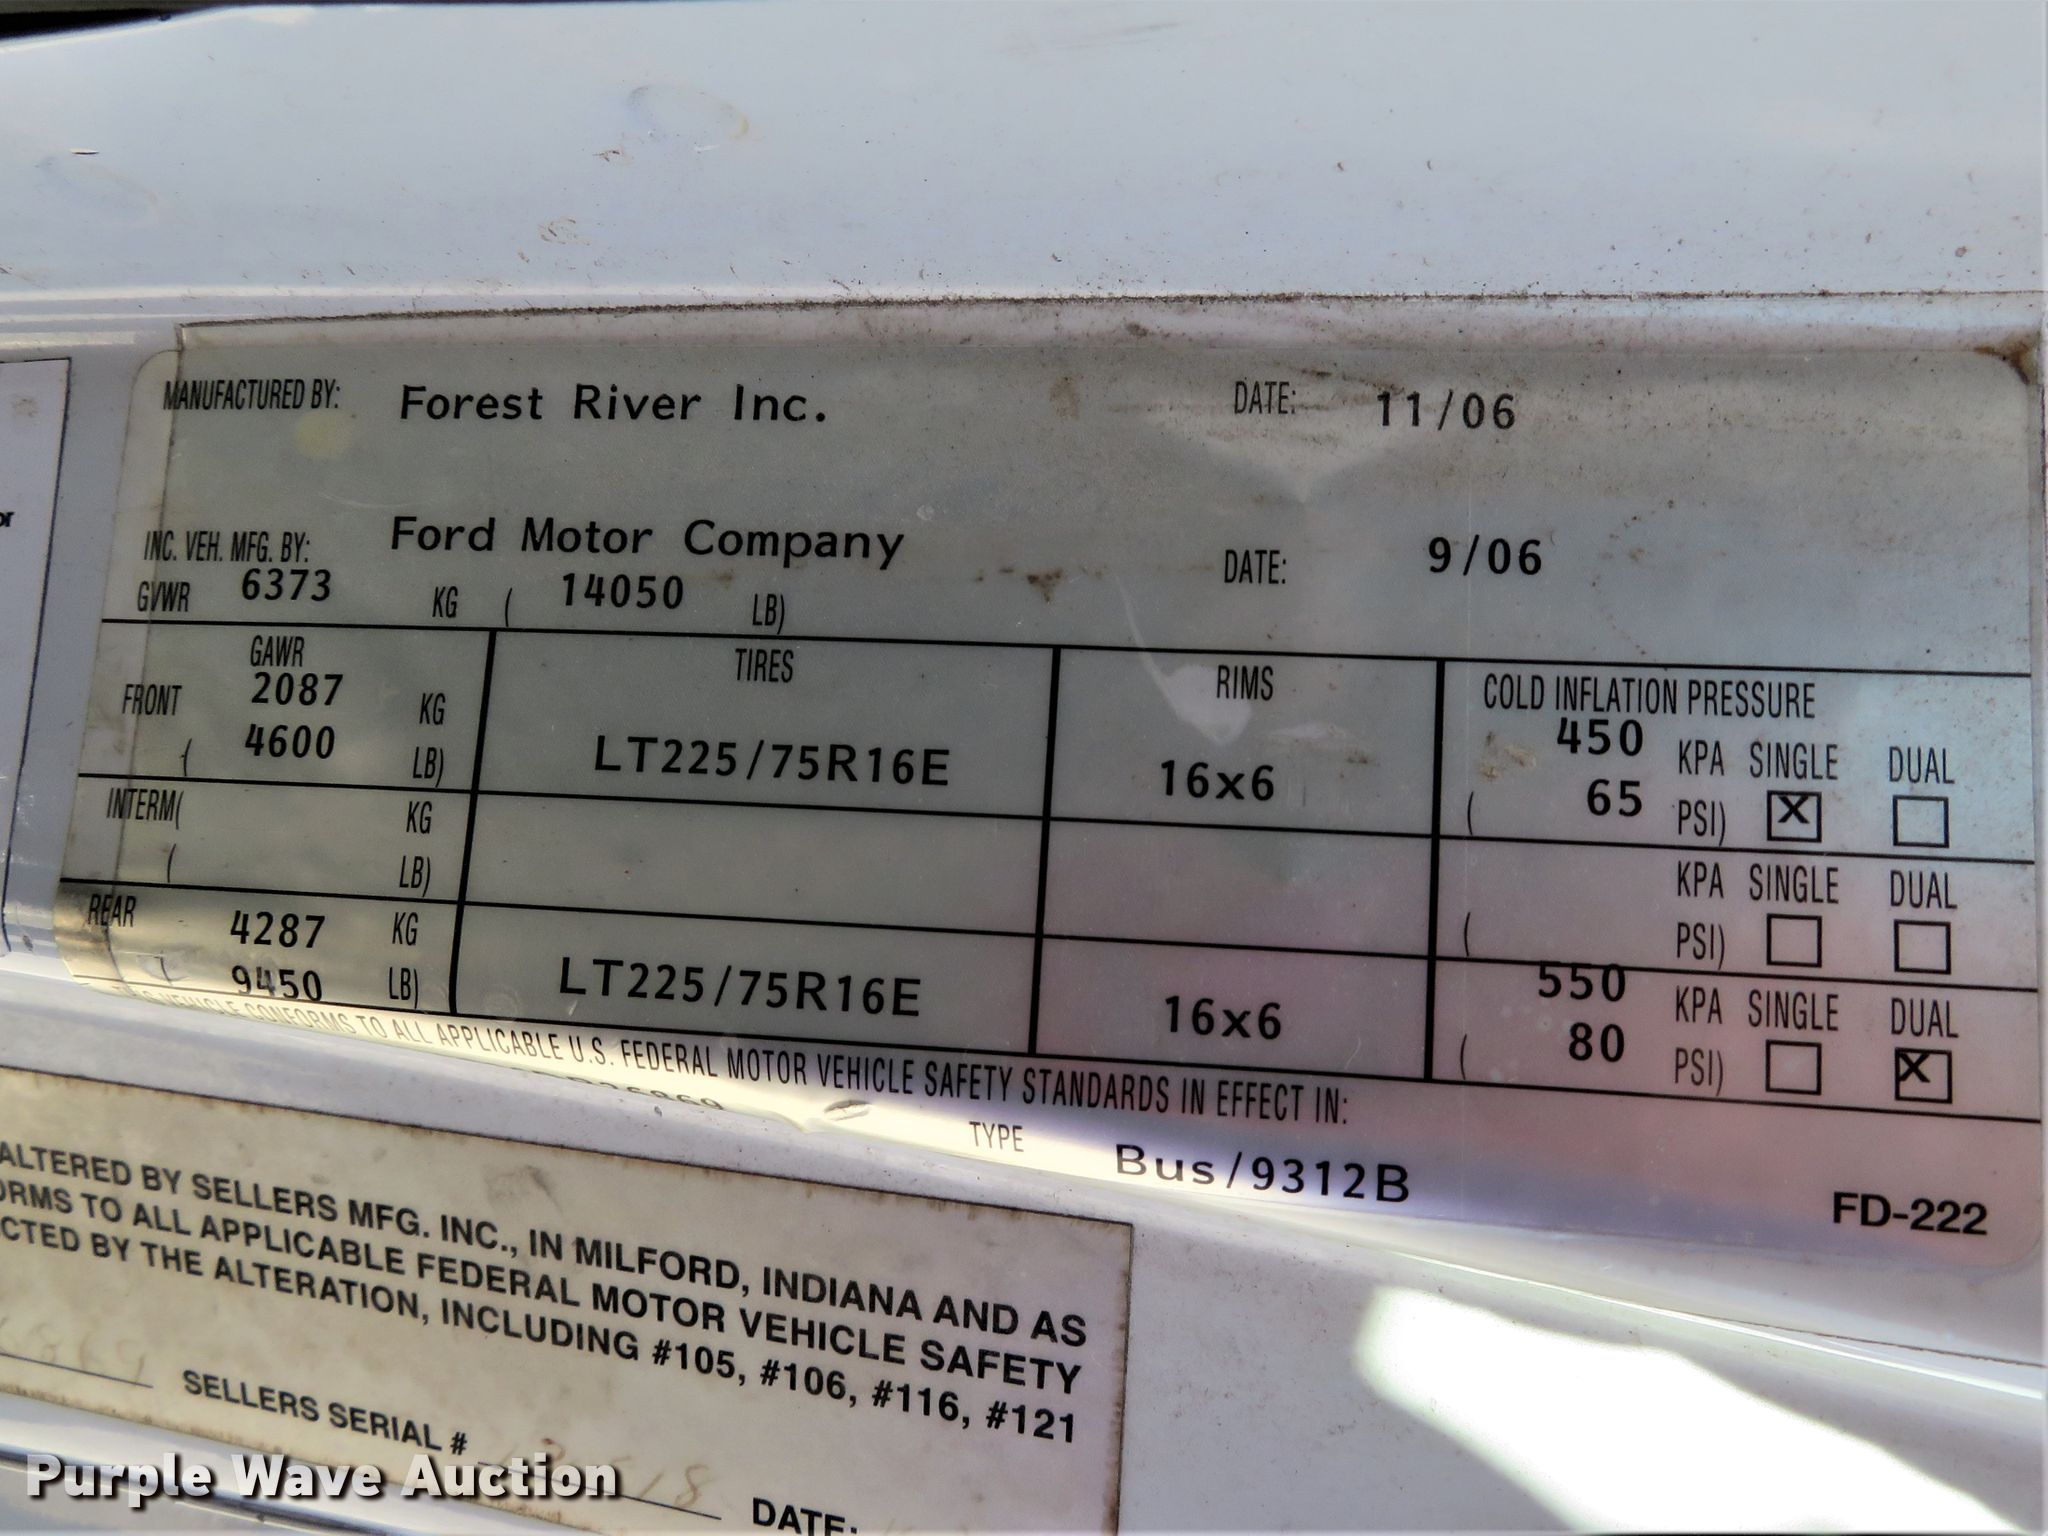 MANUFACTURED BY: Forest River Inc. DATE: 11/06
INC. VEH. MFG. BY: Ford Motor Company DATE: 9/06
GVWR 6373 KG ( 14050 LB)
GAWR TIRES RIMS COLD INFLATION PRESSURE
FRONT 2087 KG 450 KPA SINGLE DUAL
( 4600 LB) LT225/75R16E 16x6 ( 65 PSI) X
INTERM( KG KPA SINGLE DUAL
( LB) ( PSI)
REAR 4287 KG 550 KPA SINGLE DUAL
9450 LB) LT225/75R16E 16x6 ( 80 PSI) X
THIS VEHICLE CONFORMS TO ALL APPLICABLE U.S. FEDERAL MOTOR VEHICLE SAFETY STANDARDS IN EFFECT IN:
TYPE Bus/9312B
FD-222
or
ALTERED BY SELLERS MFG. INC., IN MILFORD, INDIANA AND AS
ORMS TO ALL APPLICABLE FEDERAL MOTOR VEHICLE SAFETY
CTED BY THE ALTERATION, INCLUDING #105, #106, #116, #121
SELLERS SERIAL #
DATE:
Purple Wave Auction